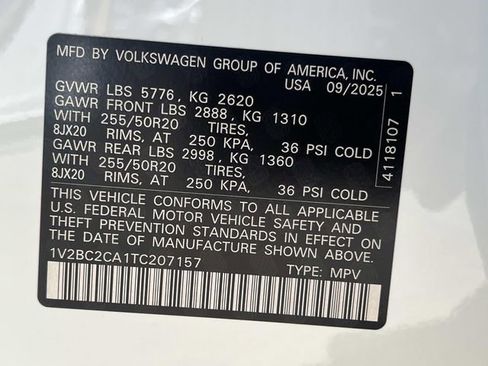 MFD BY VOLKSWAGEN GROUP OF AMERICA, INC.
USA 09/2025
GVWR LBS 5776, KG 2620
GAWR FRONT LBS 2888, KG 1310
WITH 255/50R20 TIRES,
8JX20 RIMS, AT 250 KPA, 36 PSI COLD
GAWR REAR LBS 2998, KG 1360
WITH 255/50R20 TIRES,
8JX20 RIMS, AT 250 KPA, 36 PSI COLD
THIS VEHICLE CONFORMS TO ALL APPLICABLE
U.S. FEDERAL MOTOR VEHICLE SAFETY AND
THEFT PREVENTION STANDARDS IN EFFECT ON
THE DATE OF MANUFACTURE SHOWN ABOVE.
1V2BC2CA1TC207157 TYPE: MPV
4118107 1